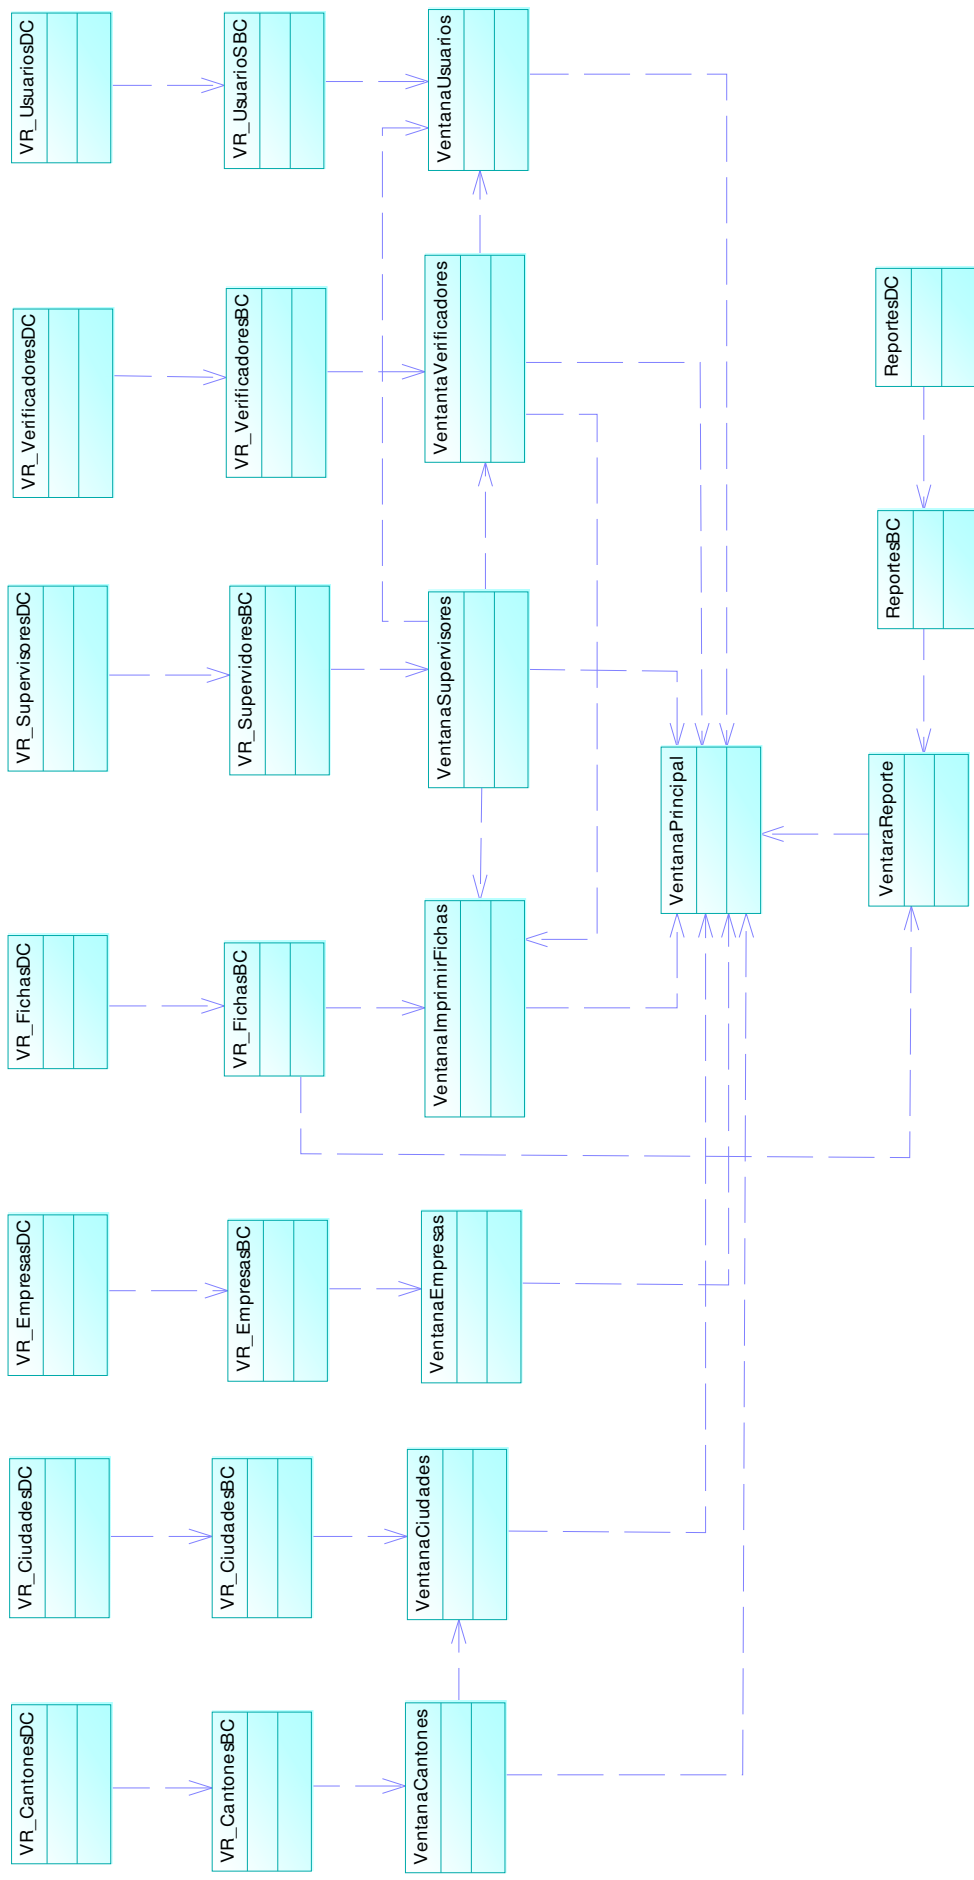 VR_CantonesDC
VR_CiudadesDC
VR_EmpresasDC
VR_FichasDC
VR_SupervisoresDC
VR_VerificadoresDC
VR_UsuariosDC
VR_CantonesBC
VR_CiudadesBC
VR_EmpresasBC
VR_FichasBC
VR_SupervidoresBC
VR_VerificadoresBC
VR_UsuarioSBC
VentanaCantones
VentanaCiudades
VentanaEmpresas
VentanaImprimirFichas
VentanaSupervisores
VentantaVerificadores
VentanaUsuarios
VentanaPrincipal
VentaraReporte
ReportesBC
ReportesDC